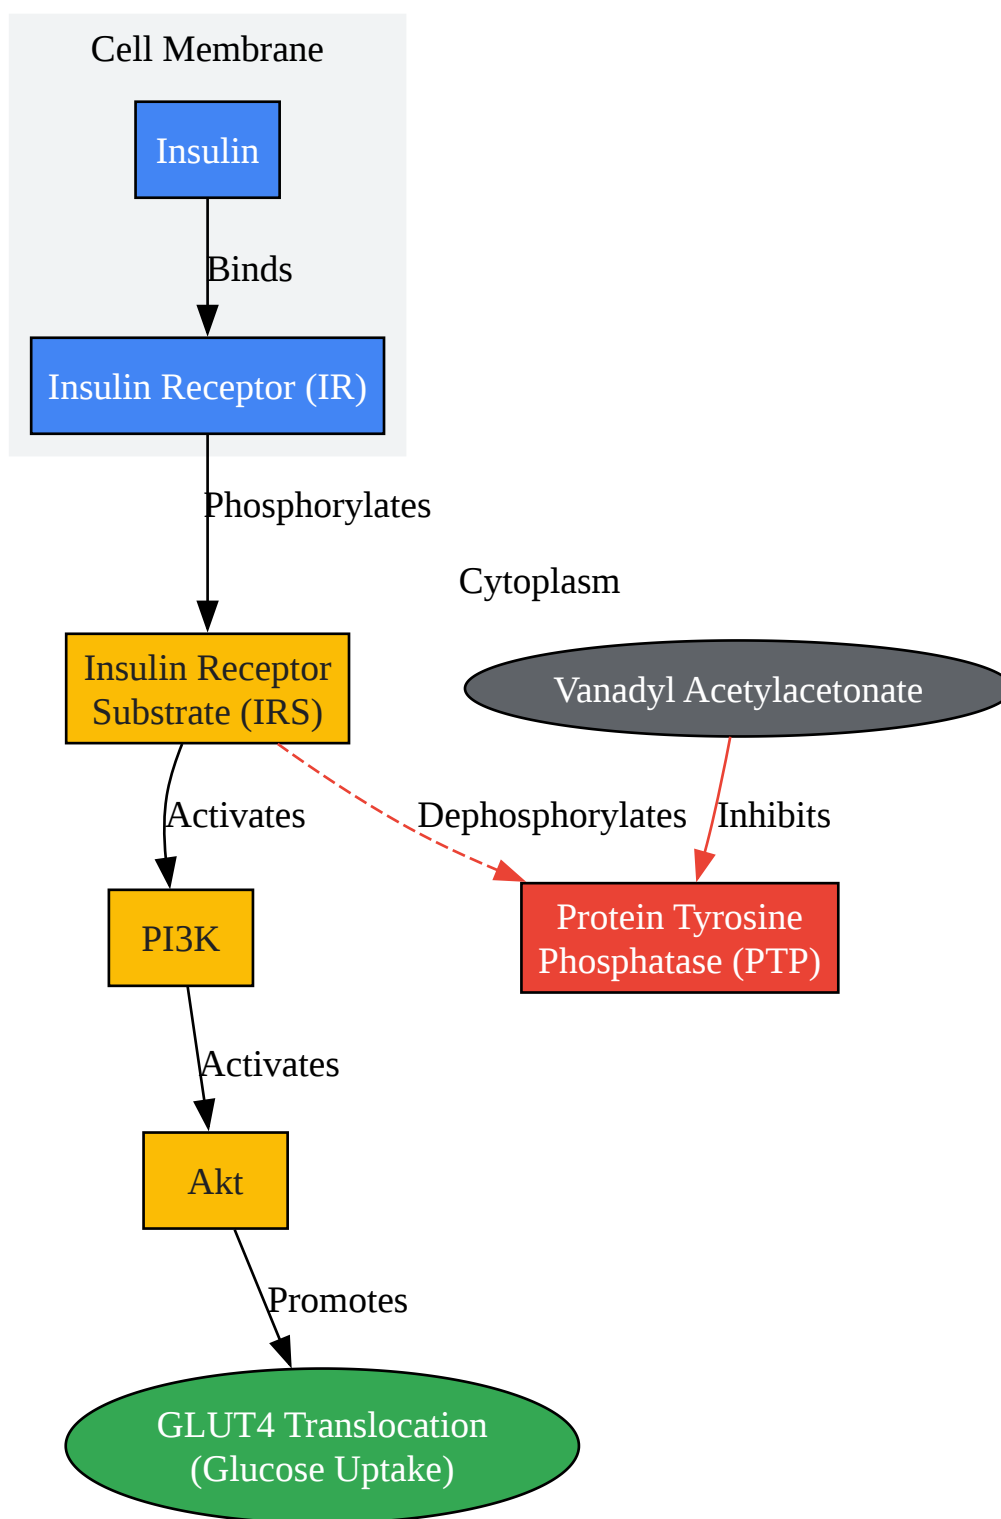 Cell Membrane
Insulin
Binds
Insulin Receptor (IR)
Phosphorylates
Cytoplasm
Insulin Receptor
Substrate (IRS)
Vanadyl Acetylacetonate
Activates
Dephosphorylates
Inhibits
PI3K
Protein Tyrosine
Phosphatase (PTP)
Activates
Akt
Promotes
GLUT4 Translocation
(Glucose Uptake)